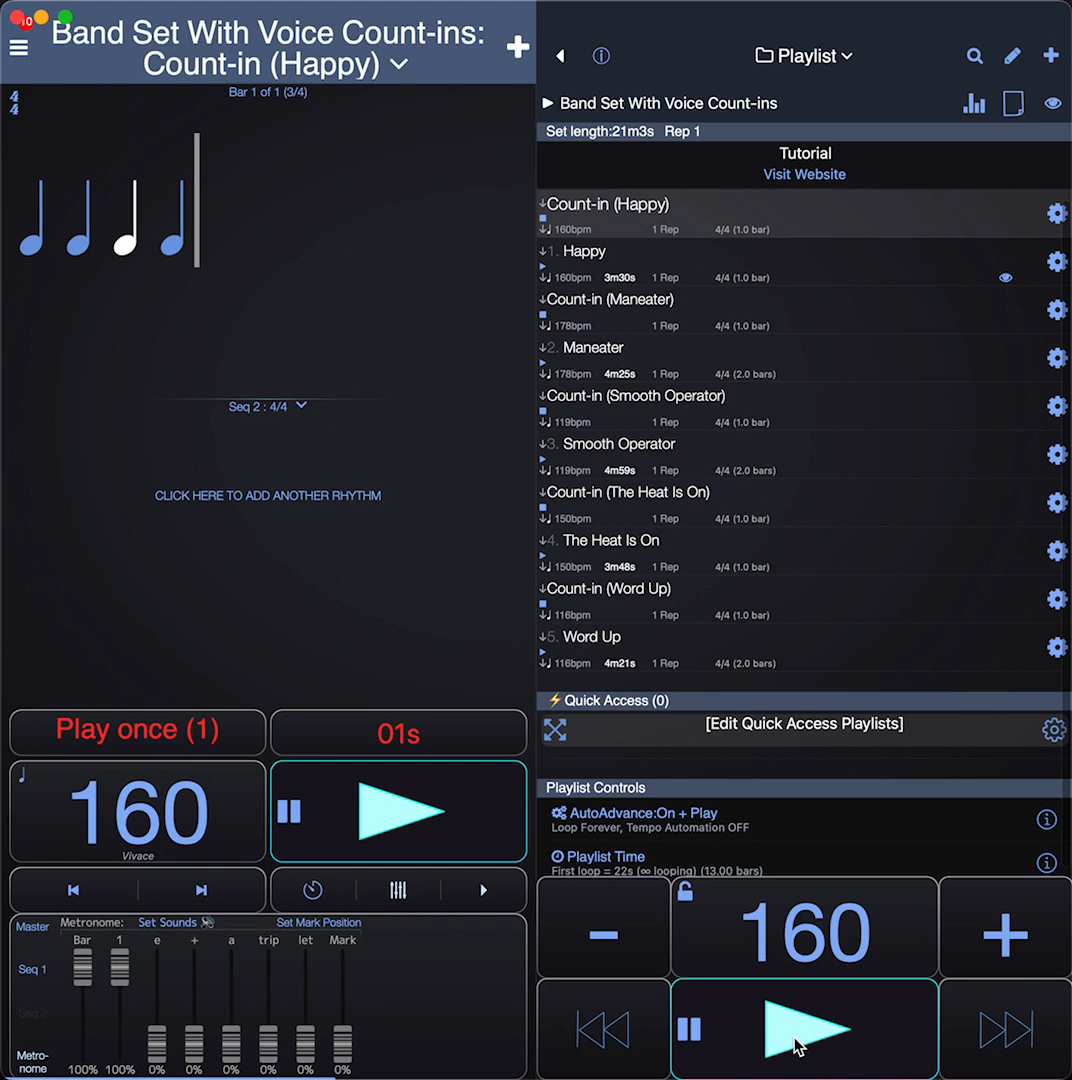 10
Band Set With Voice Count-ins:
Count-in (Happy)
Bar 1 of 1 (3/4)
4
4
Seq 2 : 4/4
CLICK HERE TO ADD ANOTHER RHYTHM
Play once (1)
01s
160
Vivace
Master
Metronome: Set Sounds Set Mark Position
Bar 1 e + a trip let Mark
Seq 1
Seq 2
Metro-
nome
100% 100% 0% 0% 0% 0% 0% 0%
Playlist
Band Set With Voice Count-ins
Set length:21m3s Rep 1
Tutorial
Visit Website
Count-in (Happy)
160bpm 1 Rep 4/4 (1.0 bar)
1. Happy
160bpm 3m30s 1 Rep 4/4 (1.0 bar)
Count-in (Maneater)
178bpm 1 Rep 4/4 (1.0 bar)
2. Maneater
178bpm 4m25s 1 Rep 4/4 (2.0 bars)
Count-in (Smooth Operator)
119bpm 1 Rep 4/4 (1.0 bar)
3. Smooth Operator
119bpm 4m59s 1 Rep 4/4 (2.0 bars)
Count-in (The Heat Is On)
150bpm 1 Rep 4/4 (1.0 bar)
4. The Heat Is On
150bpm 3m48s 1 Rep 4/4 (1.0 bar)
Count-in (Word Up)
116bpm 1 Rep 4/4 (1.0 bar)
5. Word Up
116bpm 4m21s 1 Rep 4/4 (2.0 bars)
Quick Access (0)
[Edit Quick Access Playlists]
Playlist Controls
AutoAdvance:On + Play
Loop Forever, Tempo Automation OFF
Playlist Time
First loop = 22s (∞ looping) (13.00 bars)
160